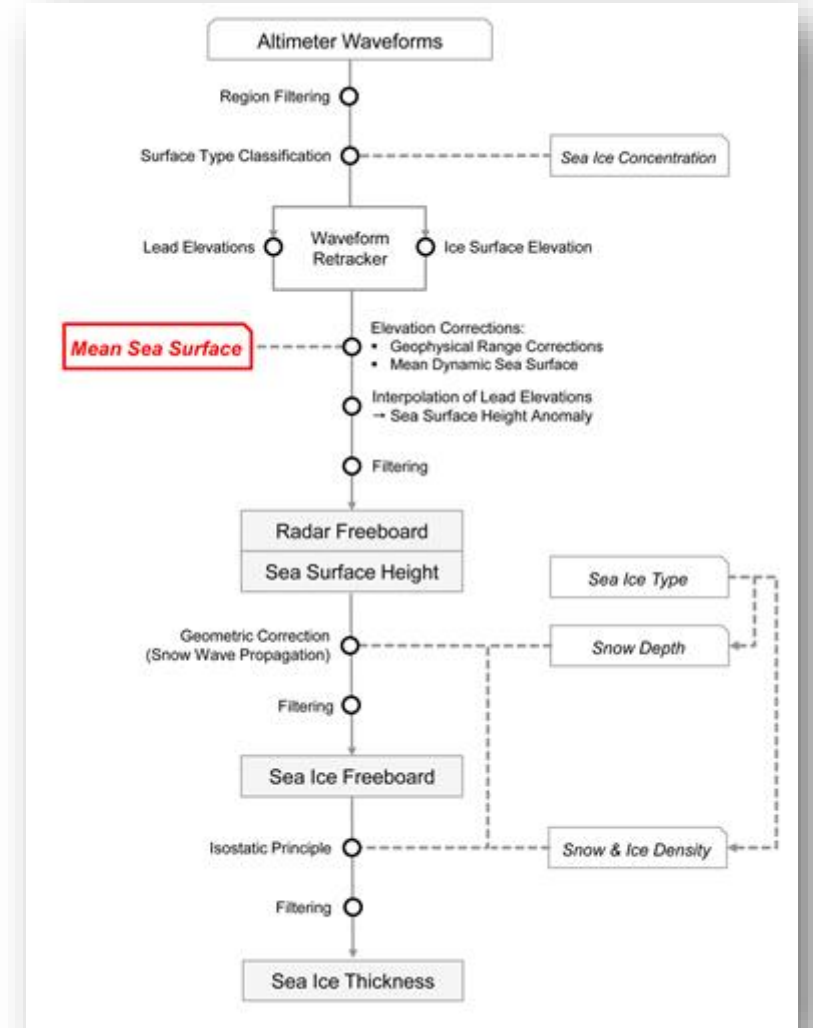 Altimeter Waveforms
Region Filtering
Surface Type Classification
Sea Ice Concentration
Lead Elevations
Waveform
Retracker
Ice Surface Elevation
Mean Sea Surface
Elevation Corrections:
▪ Geophysical Range Corrections
▪ Mean Dynamic Sea Surface
Interpolation of Lead Elevations
→ Sea Surface Height Anomaly
Filtering
Radar Freeboard
Sea Surface Height
Sea Ice Type
Geometric Correction
(Snow Wave Propagation)
Snow Depth
Filtering
Sea Ice Freeboard
Isostatic Principle
Snow & Ice Density
Filtering
Sea Ice Thickness